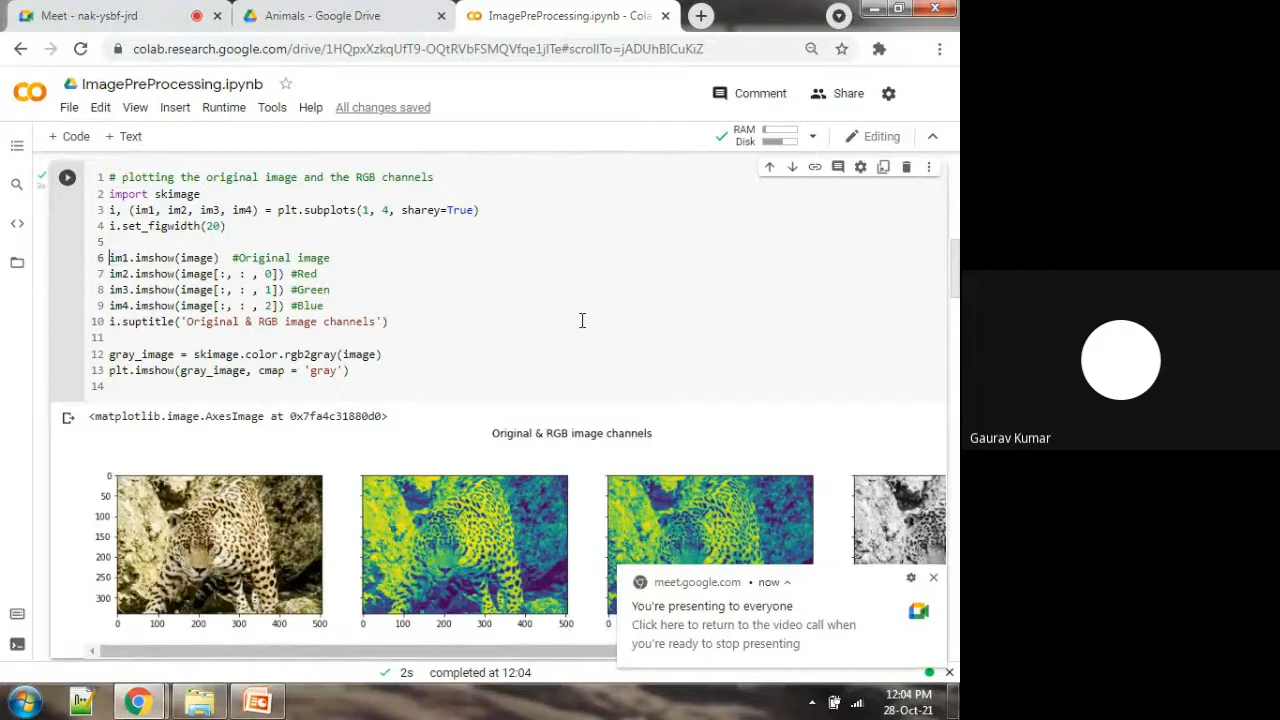 Meet - nak-ysbf-jrd
Animals - Google Drive
ImagePreProcessing.ipynb - Cola
colab.research.google.com/drive/1HQpxXzkqUfT9-OQtRVbFSMQVfqe1jITe#scrollTo=jADUhBICuKiZ
ImagePreProcessing.ipynb
Comment
Share
File Edit View Insert Runtime Tools Help All changes saved
+ Code + Text
RAM
Disk
Editing
1 # plotting the original image and the RGB channels
2 import skimage
3 i, (im1, im2, im3, im4) = plt.subplots(1, 4, sharey=True)
4 i.set_figwidth(20)
5
6 im1.imshow(image)  #Original image
7 im2.imshow(image[:, : , 0]) #Red
8 im3.imshow(image[:, : , 1]) #Green
9 im4.imshow(image[:, : , 2]) #Blue
10 i.suptitle('Original & RGB image channels')
11
12 gray_image = skimage.color.rgb2gray(image)
13 plt.imshow(gray_image, cmap = 'gray')
14
<matplotlib.image.AxesImage at 0x7fa4c31880d0>
Original & RGB image channels
0
50
100
150
200
250
300
0 100 200 300 400 500
0 100 200 300 400 500
0
meet.google.com • now
You're presenting to everyone
Click here to return to the video call when
you're ready to stop presenting
2s completed at 12:04
12:04 PM
28-Oct-21
Gaurav Kumar